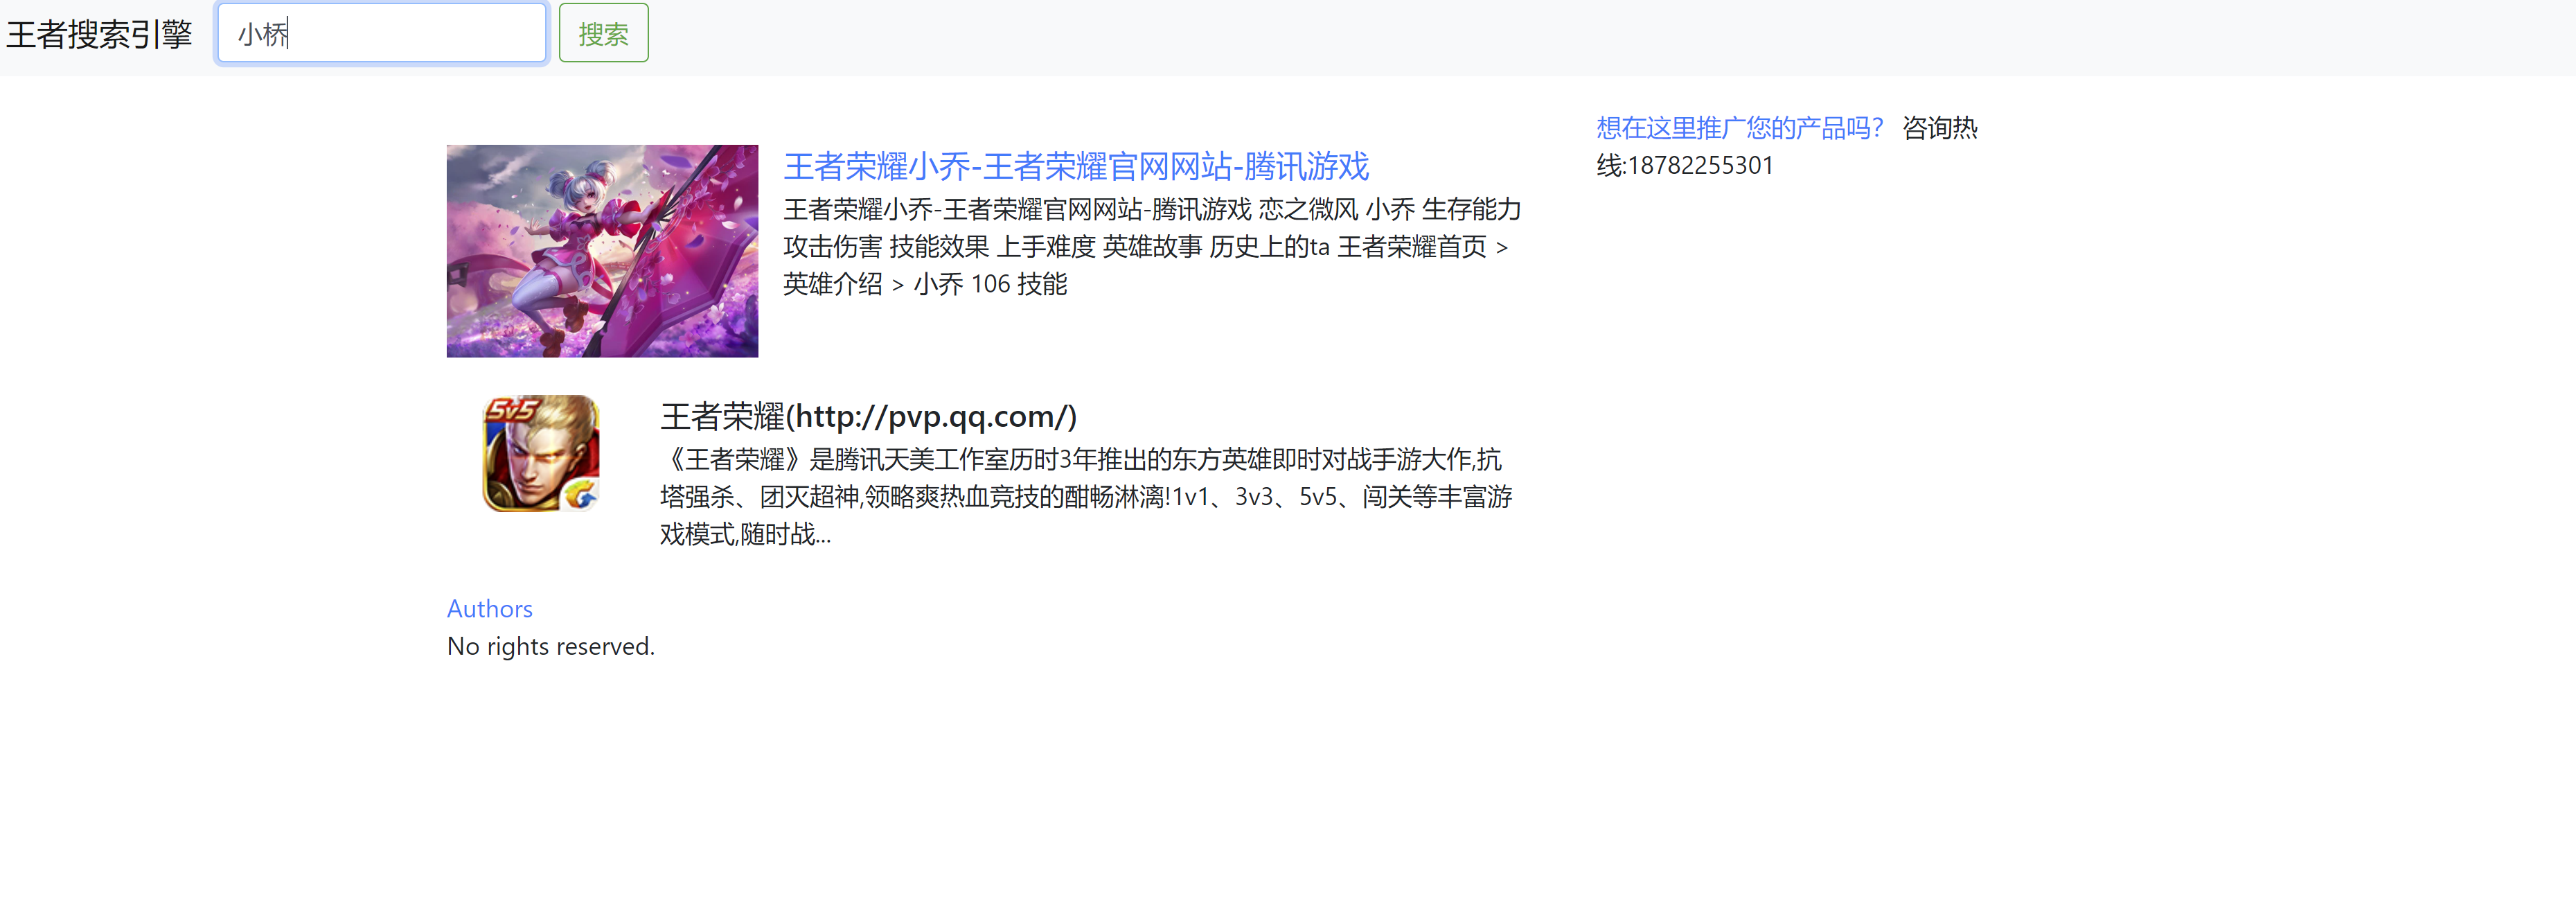 王者搜索引擎 小桥 搜索
想在这里推广您的产品吗? 咨询热
线:18782255301
王者荣耀小乔-王者荣耀官网网站-腾讯游戏
王者荣耀小乔-王者荣耀官网网站-腾讯游戏 恋之微风 小乔 生存能力
攻击伤害 技能效果 上手难度 英雄故事 历史上的ta 王者荣耀首页 >
英雄介绍 > 小乔 106 技能
5v5
王者荣耀(http://pvp.qq.com/)
《王者荣耀》是腾讯天美工作室历时3年推出的东方英雄即时对战手游大作,抗
塔强杀、团灭超神,领略爽热血竞技的酣畅淋漓!1v1、3v3、5v5、闯关等丰富游
戏模式,随时战...
Authors
No rights reserved.